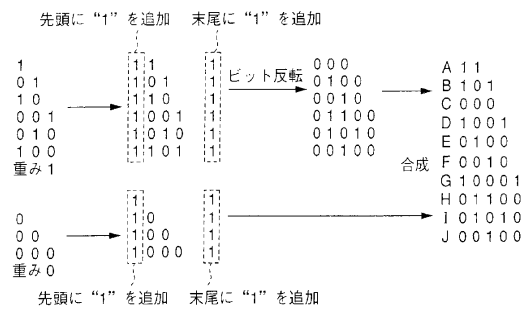 先頭に“1”を追加
末尾に“1”を追加
1
0 1
1 0
0 0 1
0 1 0
1 0 0
重み1
1 1
1 0 1
1 1 0
1 0 0 1
1 0 1 0
1 1 0 1
1
1
1
1
1
1
ビット反転
0 0 0
0 1 0 0
0 0 1 0
0 1 1 0 0
0 1 0 1 0
0 0 1 0 0
合成
A 1 1
B 1 0 1
C 0 0 0
D 1 0 0 1
E 0 1 0 0
F 0 0 1 0
G 1 0 0 0 1
H 0 1 1 0 0
I 0 1 0 1 0
J 0 0 1 0 0
0
0 0
0 0 0
重み0
1
1 0
1 0 0
1 0 0 0
1
1
1
1
先頭に“1”を追加
末尾に“1”を追加